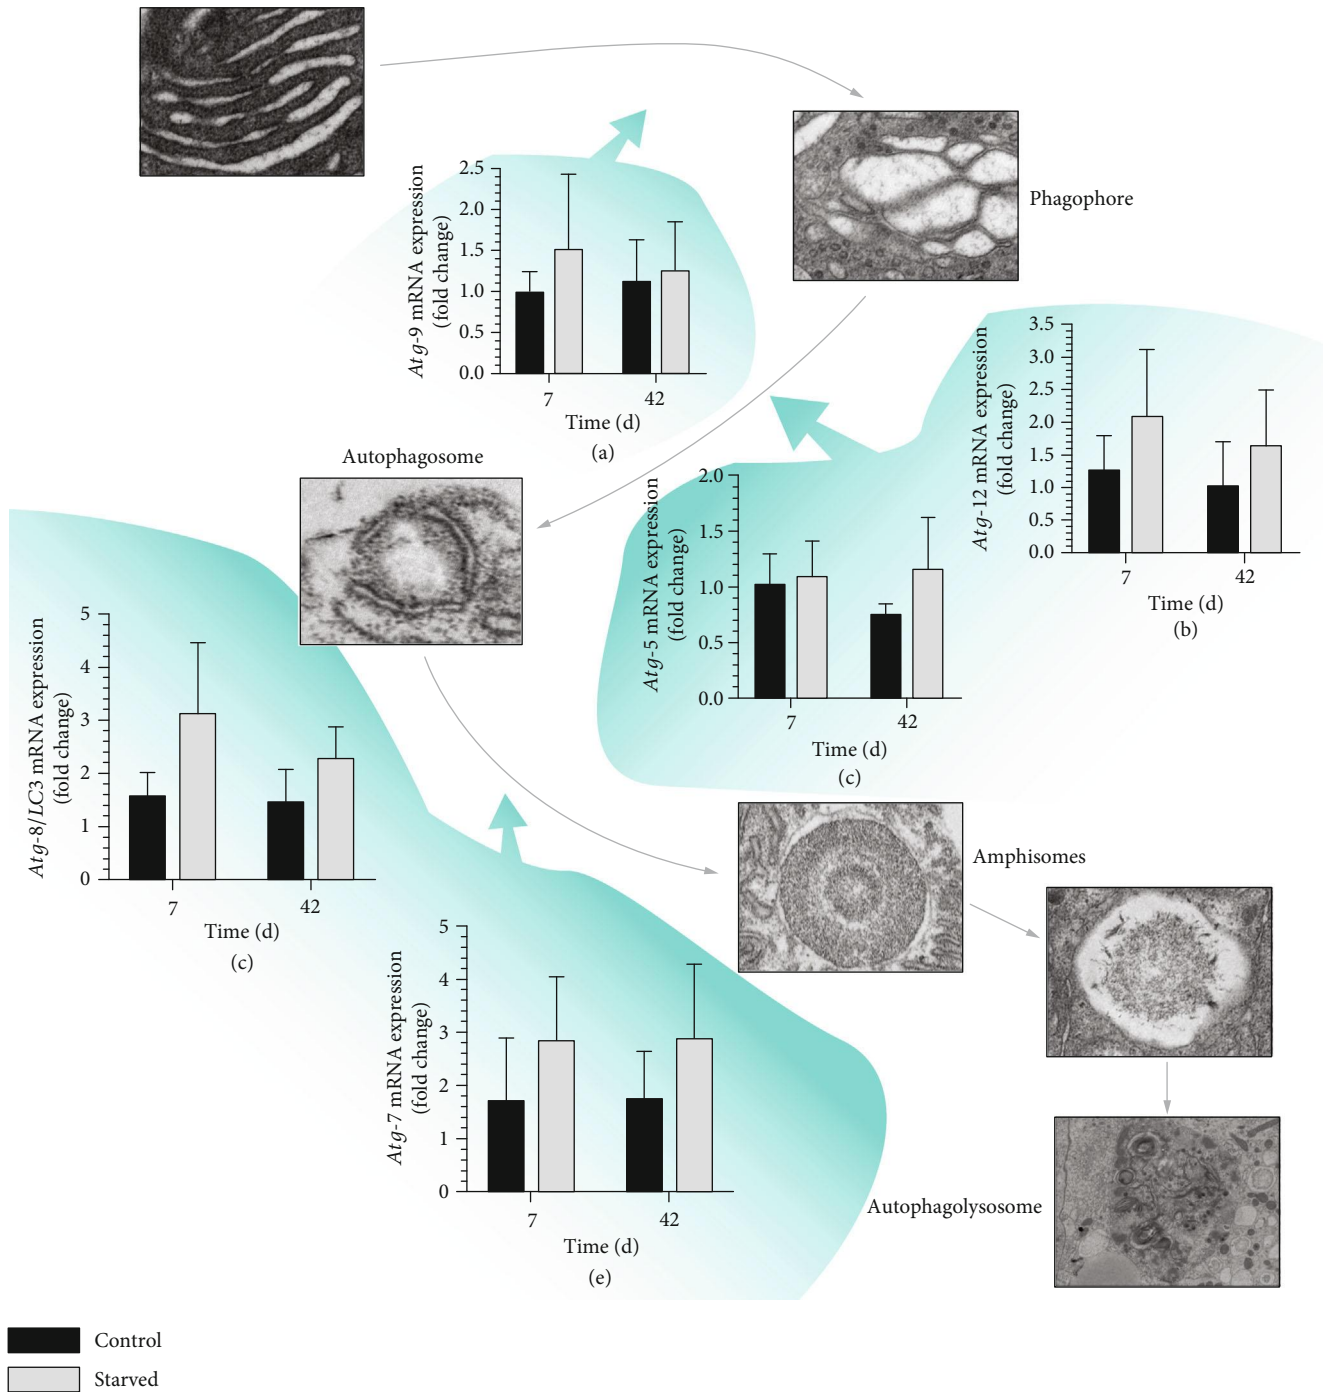 Phagophore
Atg-9 mRNA expression
(fold change)
2.5
2.0
1.5
1.0
0.5
0.0
7
42
Time (d)
(a)
Atg-12 mRNA expression
(fold change)
3.5
3.0
2.5
2.0
1.5
1.0
0.5
0.0
7
42
Time (d)
(b)
Autophagosome
Atg-5 mRNA expression
(fold change)
2.0
1.5
1.0
0.5
0.0
7
42
Time (d)
(c)
Atg-8/LC3 mRNA expression
(fold change)
5
4
3
2
1
0
7
42
Time (d)
(c)
Amphisomes
Atg-7 mRNA expression
(fold change)
5
4
3
2
1
0
7
42
Time (d)
(e)
Autophagolysosome
Control
Starved